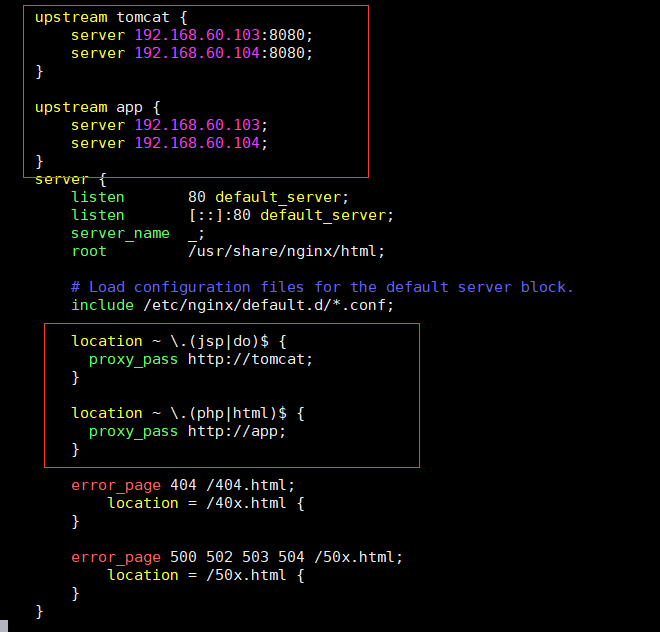 upstream tomcat {
server 192.168.60.103:8080;
server 192.168.60.104:8080;
}
upstream app {
server 192.168.60.103;
server 192.168.60.104;
}
server {
listen 80 default_server;
listen [::]:80 default_server;
server_name _;
root /usr/share/nginx/html;
# Load configuration files for the default server block.
include /etc/nginx/default.d/*.conf;
location ~ \.(jsp|do)$ {
proxy_pass http://tomcat;
}
location ~ \.(php|html)$ {
proxy_pass http://app;
}
error_page 404 /404.html;
location = /40x.html {
}
error_page 500 502 503 504 /50x.html;
location = /50x.html {
}
}